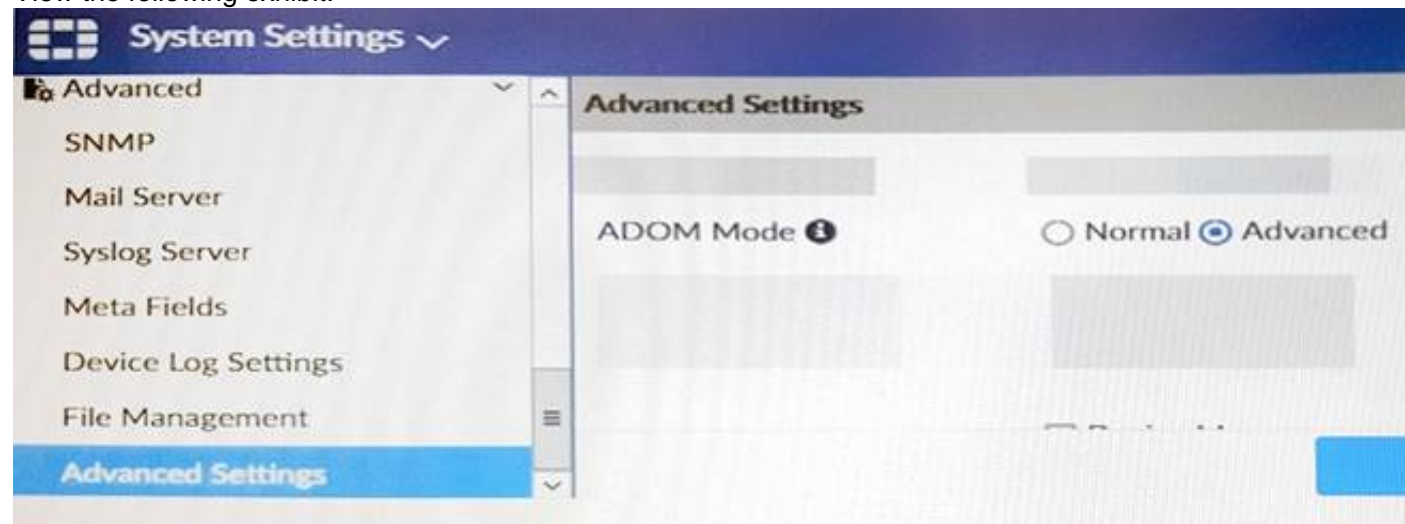 System Settings
Advanced
SNMP
Mail Server
Syslog Server
Meta Fields
Device Log Settings
File Management
Advanced Settings
Advanced Settings
ADOM Mode
Normal Advanced